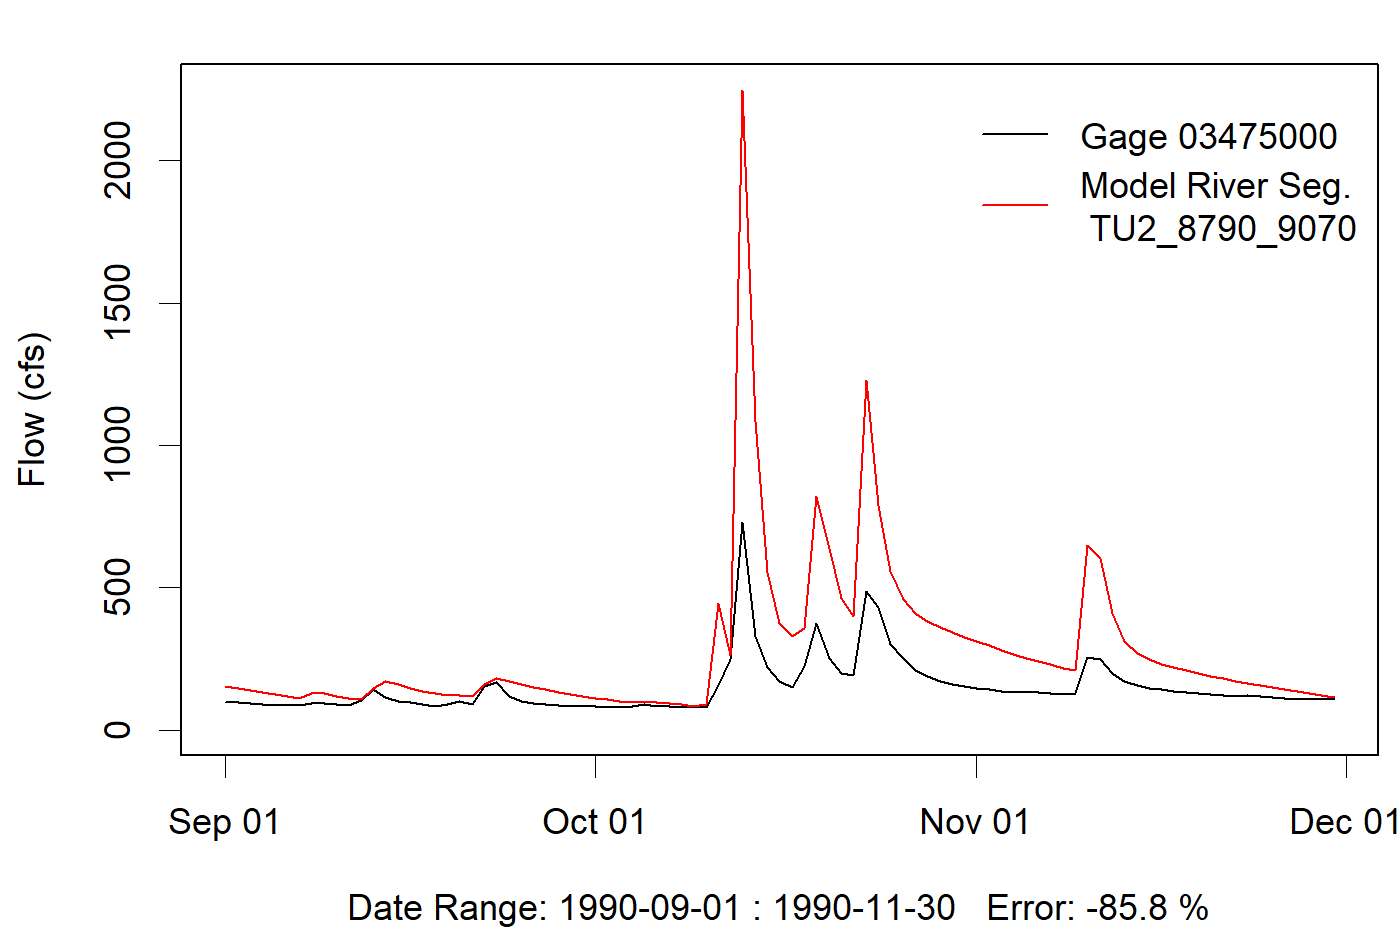 Gage 03475000
Model River Seg.
TU2_8790_9070
Flow (cfs)
2000
1500
1000
500
0
Sep 01 Oct 01 Nov 01 Dec 01
Date Range: 1990-09-01 : 1990-11-30 Error: -85.8 %